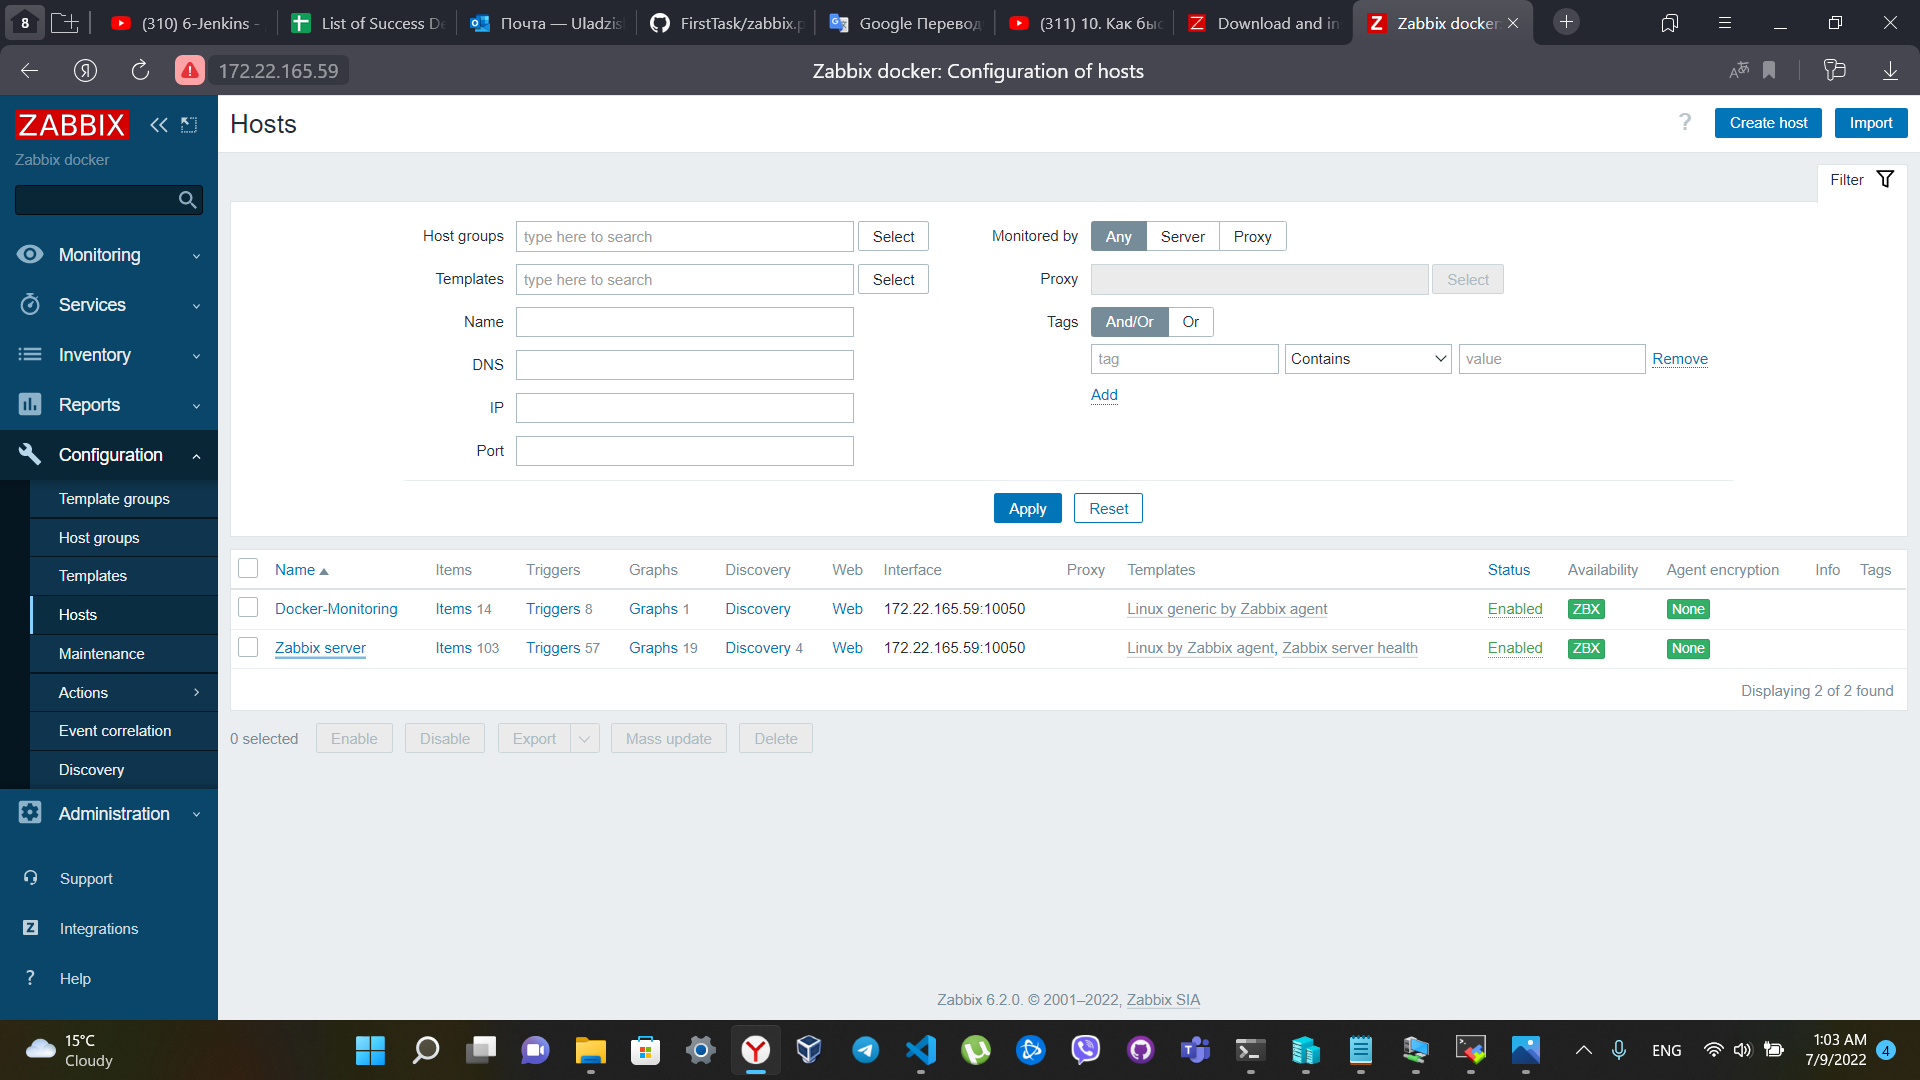 8
(310) 6-Jenkins -
List of Success De
Почта — Uladzis
FirstTask/zabbix.p
Google Переводч
(311) 10. Как быс
Download and in
Zabbix docker
172.22.165.59
Zabbix docker: Configuration of hosts
ZABBIX
Zabbix docker
Monitoring
Services
Inventory
Reports
Configuration
Template groups
Host groups
Templates
Hosts
Maintenance
Actions
Event correlation
Discovery
Administration
Support
Integrations
Help
Hosts
? Create host Import
Filter
Host groups type here to search Select
Templates type here to search Select
Name
DNS
IP
Port
Monitored by Any Server Proxy
Proxy Select
Tags And/Or Or
tag Contains value Remove
Add
Apply Reset
Name Items Triggers Graphs Discovery Web Interface Proxy Templates Status Availability Agent encryption Info Tags
Docker-Monitoring Items 14 Triggers 8 Graphs 1 Discovery Web 172.22.165.59:10050 Linux generic by Zabbix agent Enabled ZBX None
Zabbix server Items 103 Triggers 57 Graphs 19 Discovery 4 Web 172.22.165.59:10050 Linux by Zabbix agent, Zabbix server health Enabled ZBX None
Displaying 2 of 2 found
0 selected Enable Disable Export Mass update Delete
Zabbix 6.2.0. © 2001–2022, Zabbix SIA
15°C
Cloudy
ENG
1:03 AM
7/9/2022
4